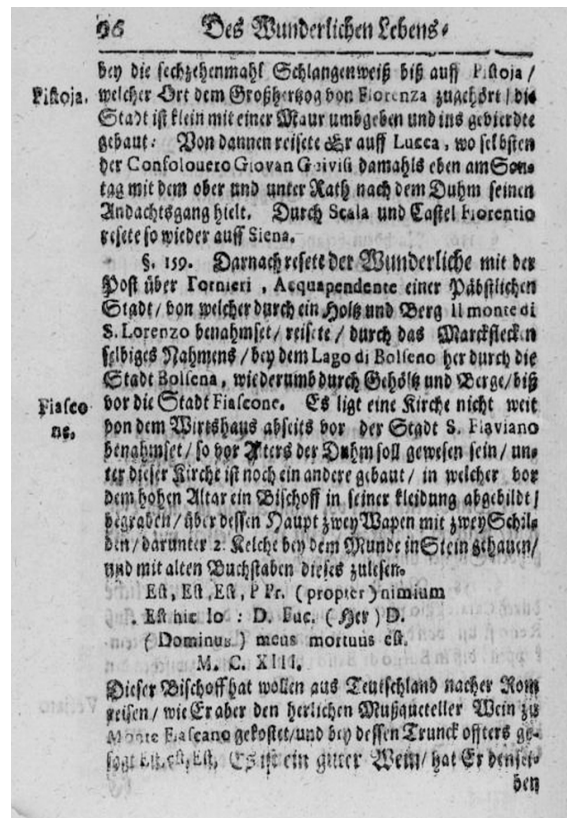 96 Des Wunderlichen Lebens-
bey die sechzehenmahl Schlangenweiß biß auff Pistoja /
Pistoja. welcher Ort dem Großhertzog von Fiorenza zugehört / die
Stadt ist klein mit einer Maur umbgeben und ins gevierdte
gebaut. Von dannen reisete Er auff Lucca, wo selbsten
der Confolovero Giovan Gvivisi damahls eben am Son-
tag mit dem ober und unter Rath nach dem Duhm seinen
Andachtsgang hielt. Durch Scala und Castel Fiorentio
resete so wieder auff Siena.
§. 159. Darnach resete der Wunderliche mit der
Post über Tornieri, Acquapendente einer Päbstlichen
Stadt / von welcher durch ein Holtz und Berg Il monte di
S. Lorenzo benahmset / reisete / durch das Marckflecken
selbiges Nahmens / bey dem Lago di Bolseno her durch die
Stadt Bolsena, wiederumb durch Gehöltz und Berge / biß
Fiasco vor die Stadt Fiascone. Es ligt eine Kirche nicht weit
ne. von dem Wirtshaus abseits vor der Stadt S. Flaviano
benahmset / so vor Alters der Duhm soll gewesen sein / un-
ter dieser Kirche ist noch ein andere gebaut / in welcher vor
dem hohen Altar ein Bischoff in seiner kleidung abgebildet /
begraben / über dessen Haupt zwey Wapen mit zwey Schil-
den / darunter 2. Kelche bey dem Munde in Stein gehauen /
und mit alten Buchstaben dieses zulesen.
Est, Est, Est, P Pr. (propter) nimium
Est hic Io : D. Fuc. (Her) D.
(Dominus) meus mortuus est.
M. C. XIII.
Dieser Bischoff hat wollen aus Teutschland nacher Rom
reisen / wie Er aber den herlichen Mußqueteller Wein zu
Monte Fiascano gekostet / und bey dessen Trunck offters ge-
sagt Est, est, Est, Es ist ein guter Wein / hat Er densel-
ben